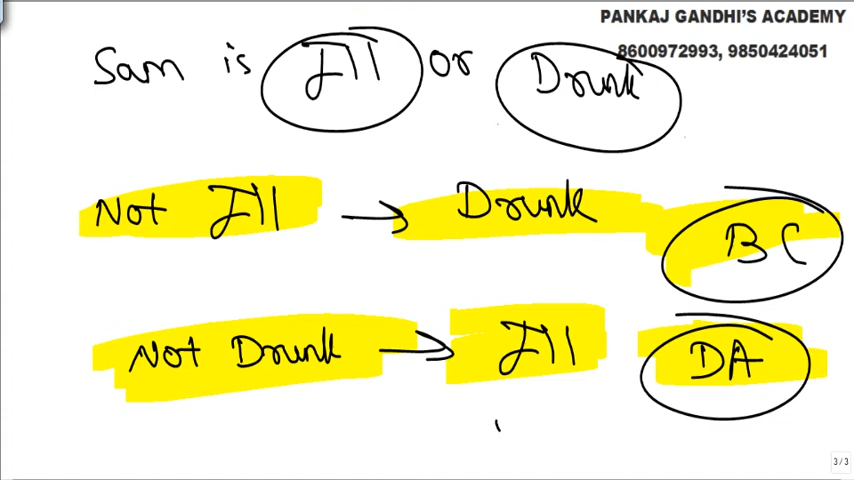 PANKAJ GANDHI'S ACADEMY
8600972993, 9850424051
Sam is Ill or Drunk
Not Ill → Drunk BC
Not Drunk → Ill DA
3/3